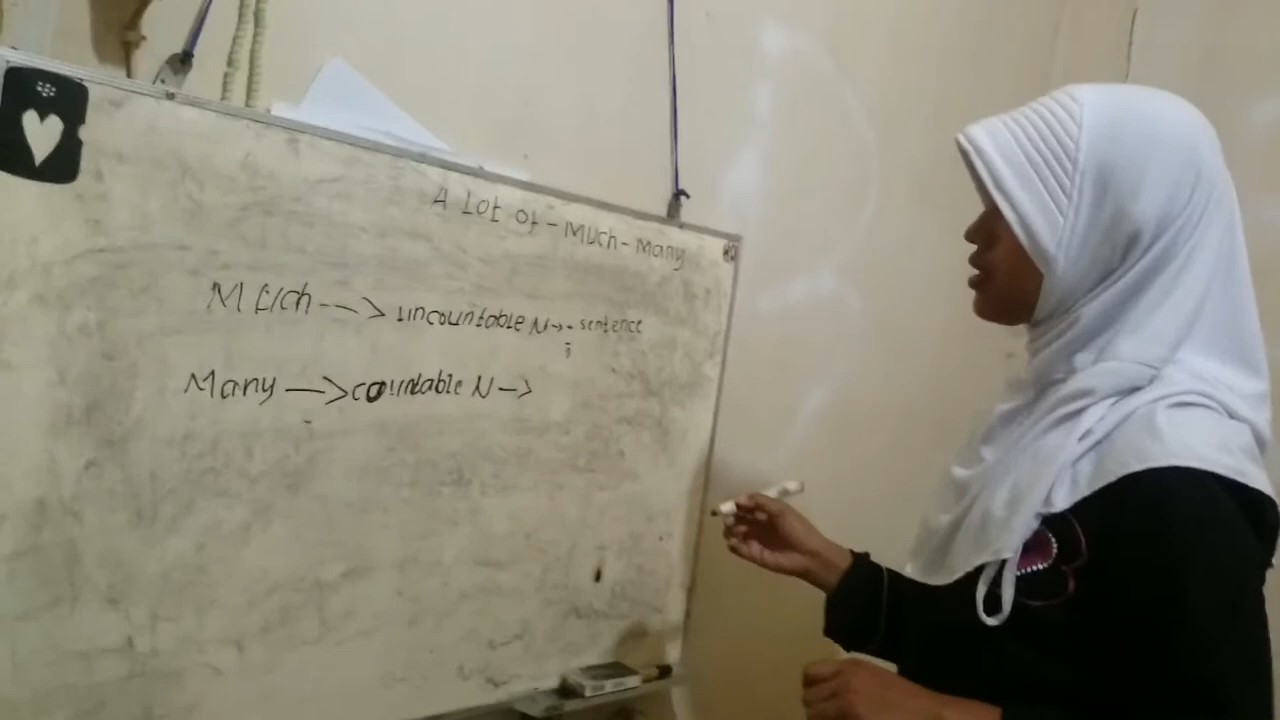 A Lot of - Much - Many
Much --> uncountable N -> - sentence
- ?
Many -> countable N ->